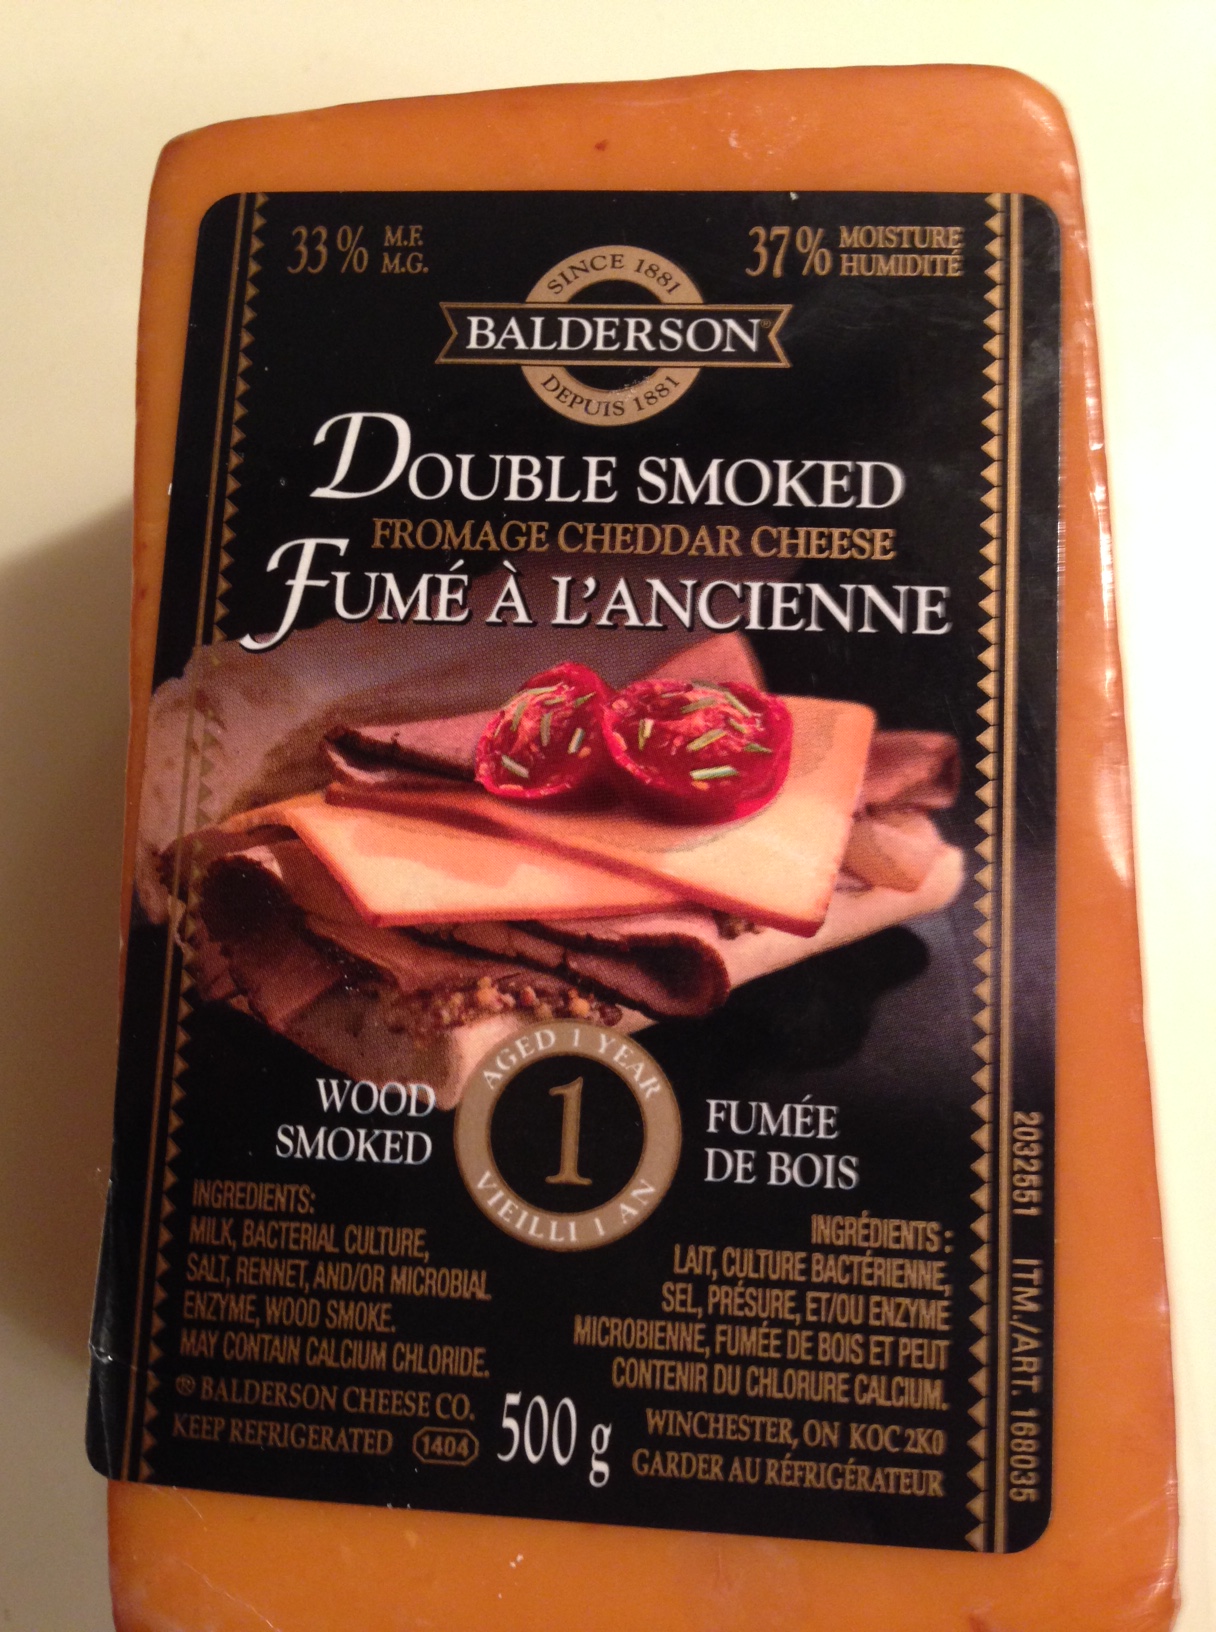 33% M.F.
M.G.
37% MOISTURE
HUMIDITÉ
SINCE 1881
BALDERSON®
DEPUIS 1881
DOUBLE SMOKED
FROMAGE CHEDDAR CHEESE
FUMÉ À L'ANCIENNE
WOOD
SMOKED
AGED 1 YEAR
1
VIEILLI 1 AN
FUMÉE
DE BOIS
INGREDIENTS:
MILK, BACTERIAL CULTURE,
SALT, RENNET, AND/OR MICROBIAL
ENZYME, WOOD SMOKE.
MAY CONTAIN CALCIUM CHLORIDE.
® BALDERSON CHEESE CO.
KEEP REFRIGERATED 1404
500 g
INGRÉDIENTS :
LAIT, CULTURE BACTÉRIENNE,
SEL, PRÉSURE, ET/OU ENZYME
MICROBIENNE, FUMÉE DE BOIS ET PEUT
CONTENIR DU CHLORURE CALCIUM.
WINCHESTER, ON KOC 2K0
GARDER AU RÉFRIGÉRATEUR
2032551 ITM./ART. 168035